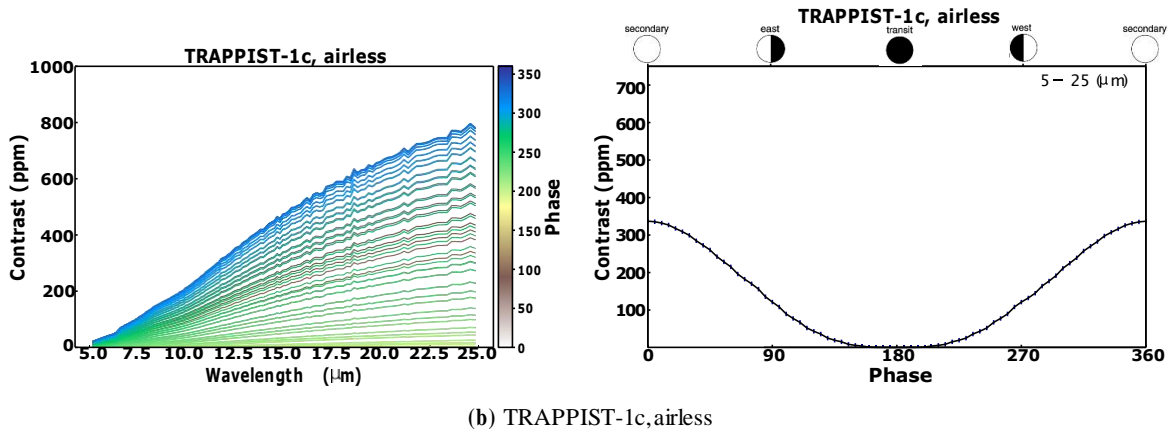 TRAPPIST-1c, airless
1000
800
600
400
200
0
Contrast (ppm)
5.0 7.5 10.0 12.5 15.0 17.5 20.0 22.5 25.0
Wavelength (μm)
350
300
250
200
150
100
50
0
Phase
TRAPPIST-1c, airless
secondary east transit west secondary
5 – 25 (μm)
700
600
500
400
300
200
100
Contrast (ppm)
0 90 180 270 360
Phase
(b) TRAPPIST-1c, airless